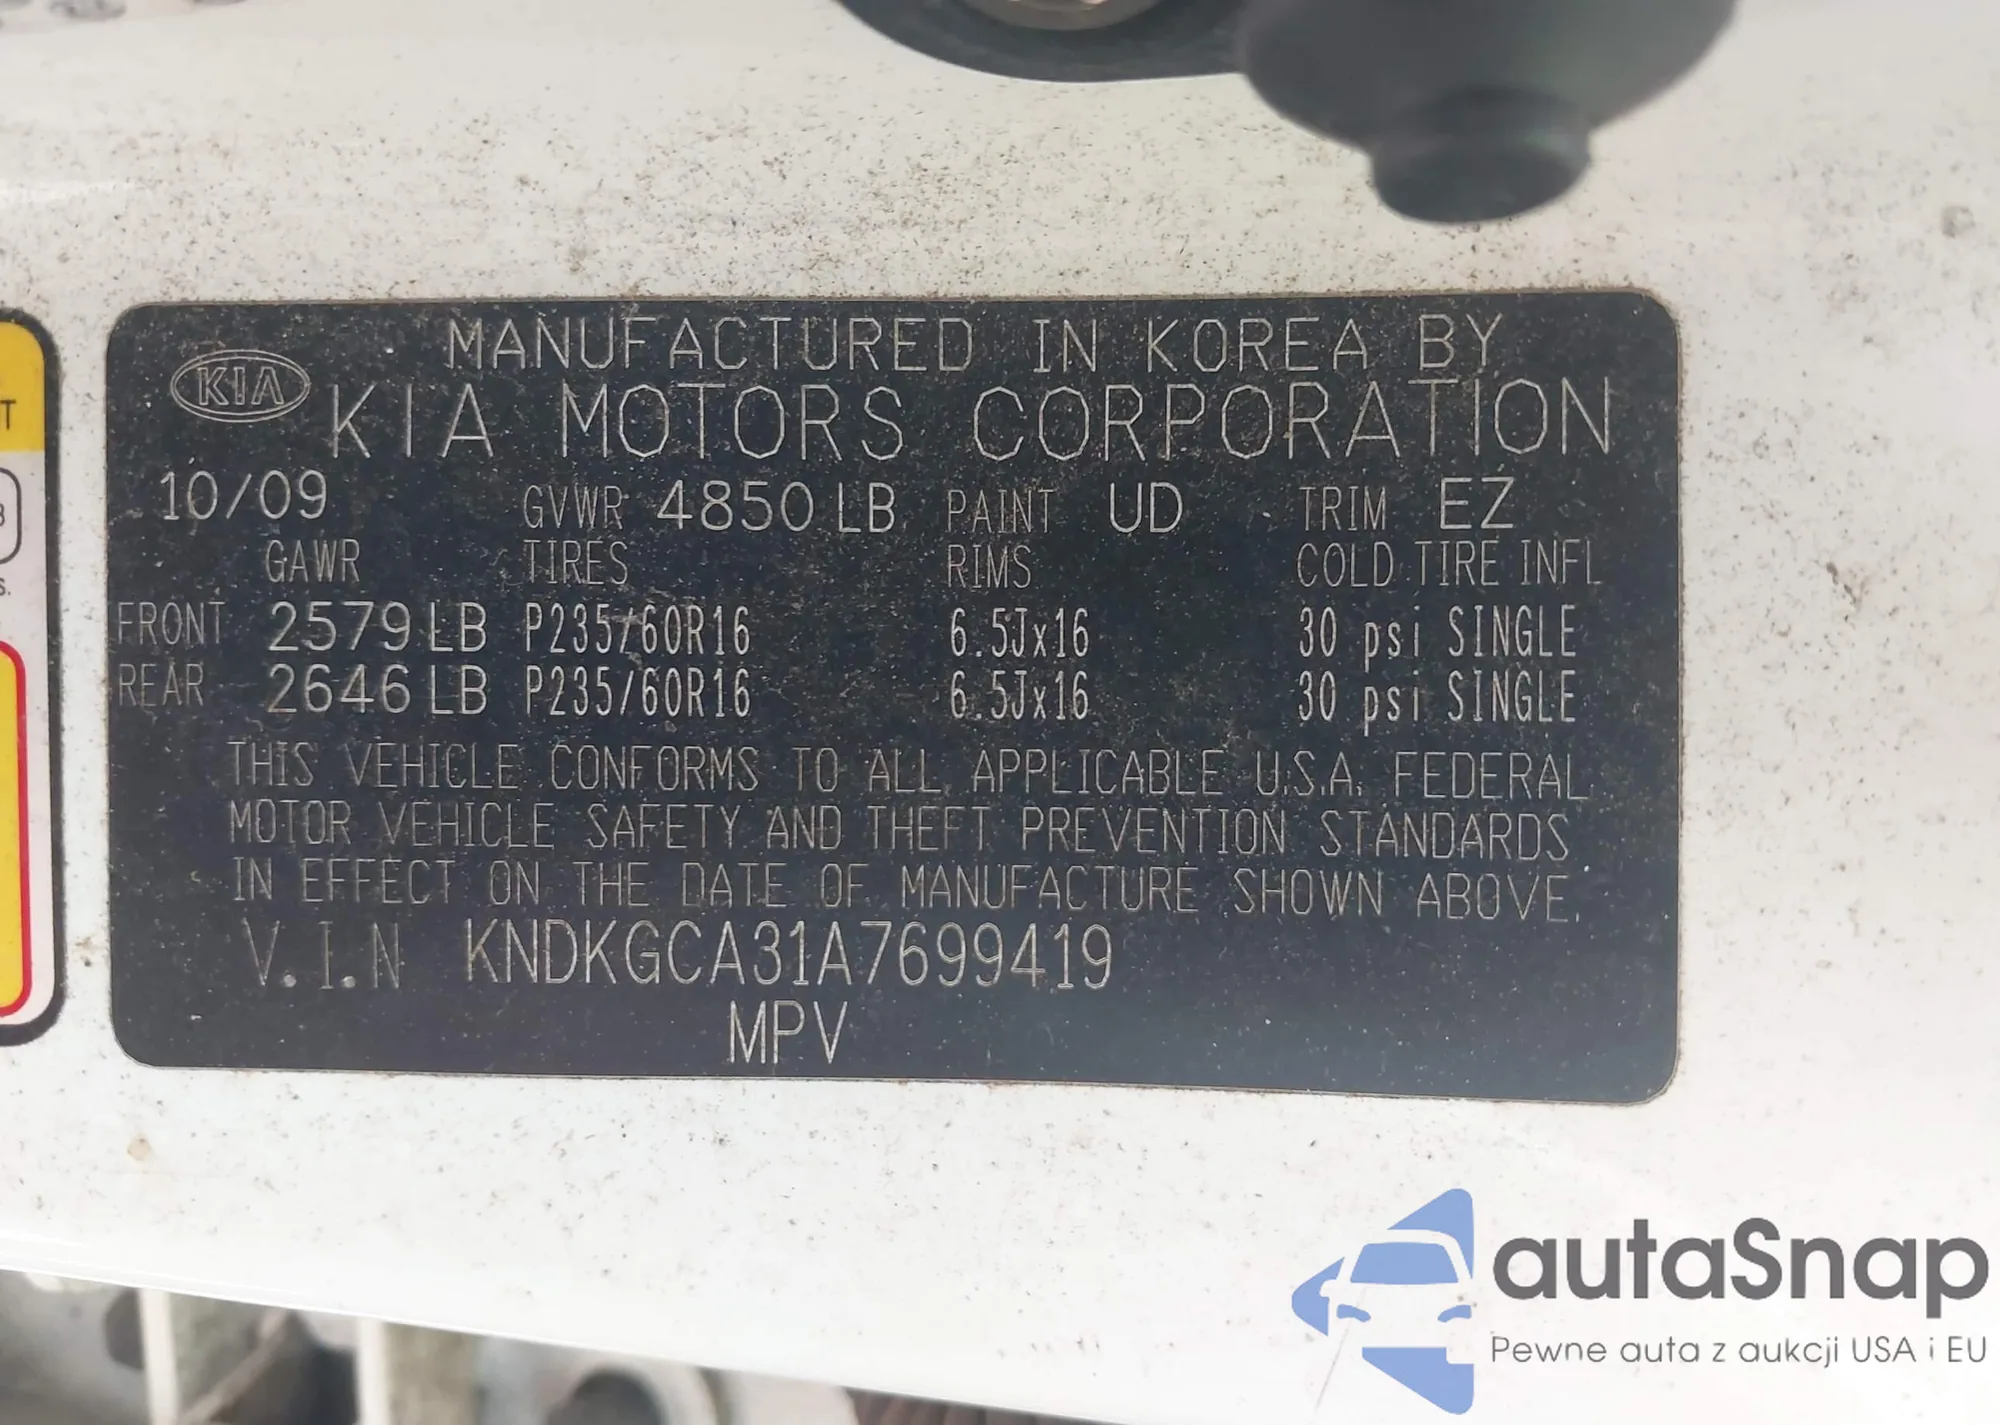 MANUFACTURED IN KOREA BY
KIA KIA MOTORS CORPORATION
10/09 GVWR 4850 LB PAINT UD TRIM EZ
GAWR TIRES RIMS COLD TIRE INFL
FRONT 2579 LB P235/60R16 6.5Jx16 30 psi SINGLE
REAR 2646 LB P235/60R16 6.5Jx16 30 psi SINGLE
THIS VEHICLE CONFORMS TO ALL APPLICABLE U.S.A. FEDERAL
MOTOR VEHICLE SAFETY AND THEFT PREVENTION STANDARDS
IN EFFECT ON THE DATE OF MANUFACTURE SHOWN ABOVE.
V.I.N KNDKGCA31A7699419
MPV
autaSnap
Pewne auta z aukcji USA i EU